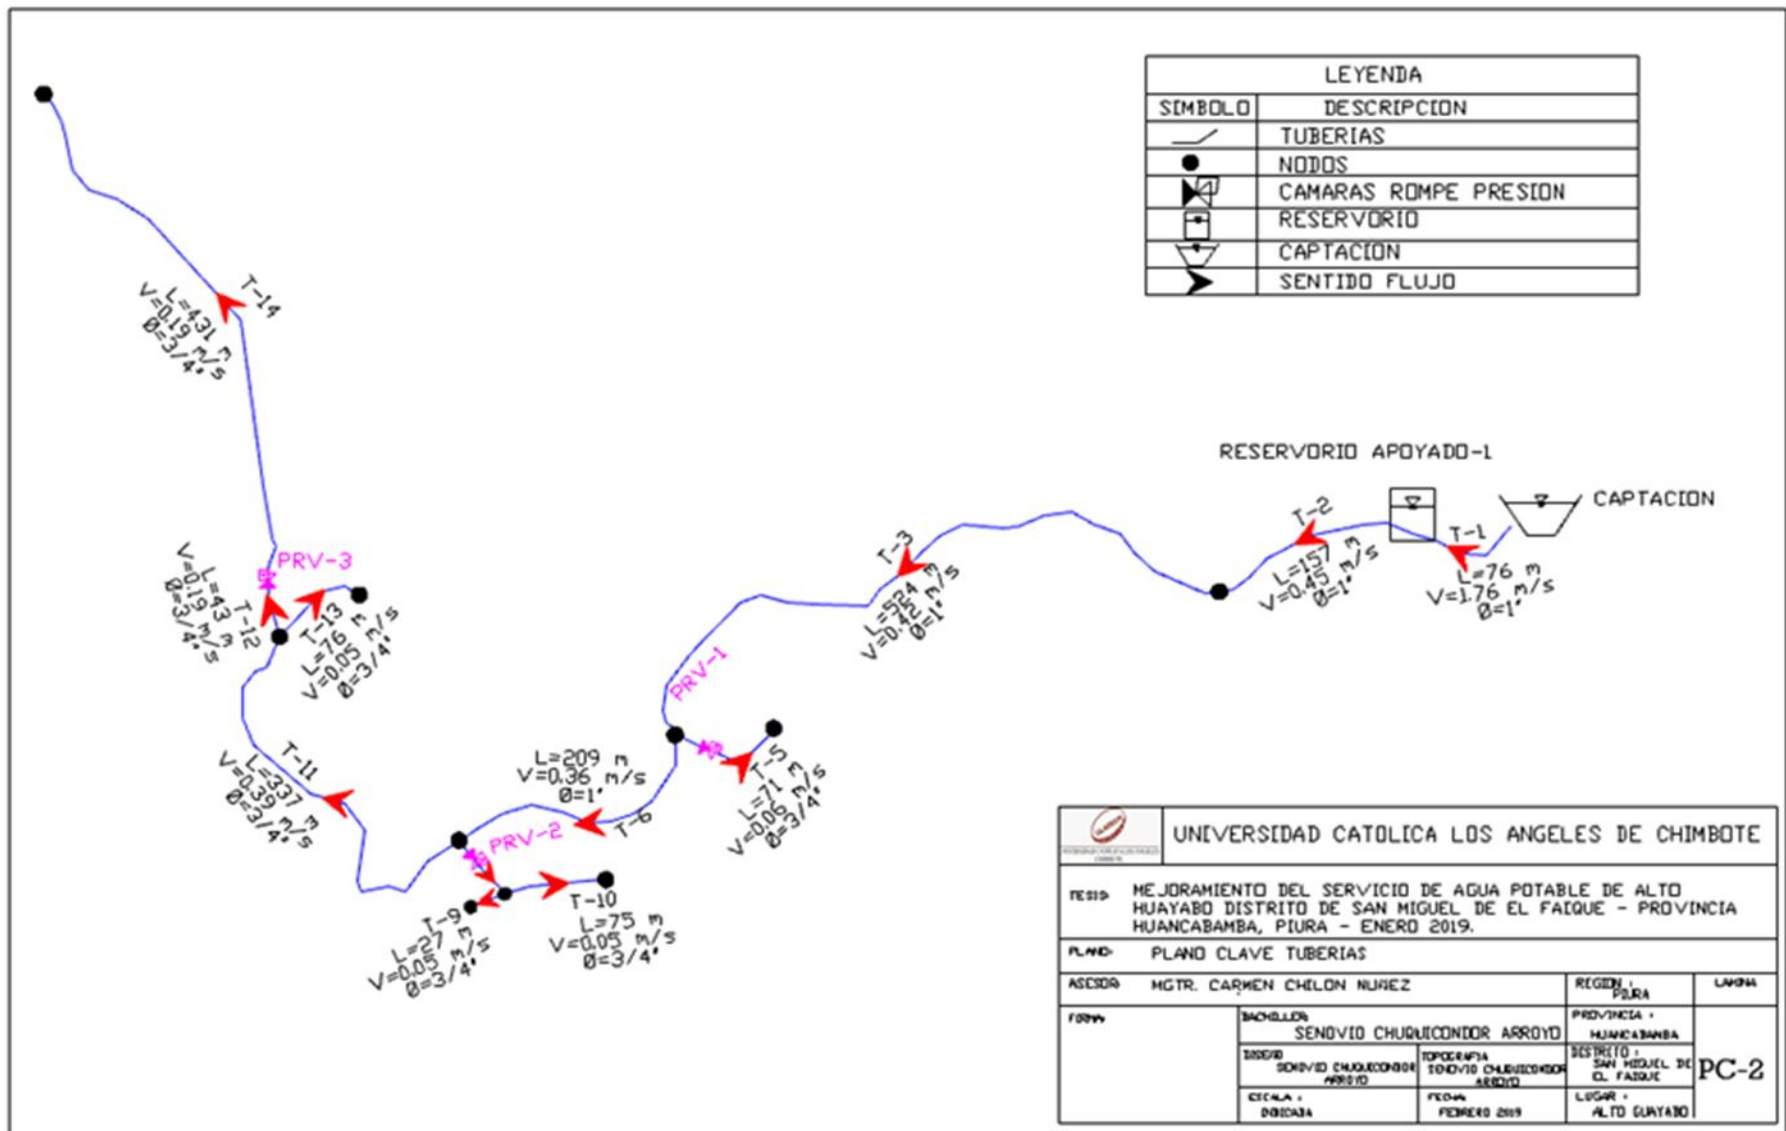 LEYENDA
SIMBOLO DESCRIPCION
TUBERIAS
NODOS
CAMARAS ROMPE PRESION
RESERVORIO
CAPTACION
SENTIDO FLUJO
T-14
L=431 m
V=0.19 m/s
Ø=3/4"
RESERVORIO APOYADO-1
CAPTACION
T-1
L=76 m
V=1.76 m/s
Ø=1"
T-2
L=157 m
V=0.45 m/s
Ø=1"
T-3
L=524 m
V=0.42 m/s
Ø=1"
PRV-3
T-12
L=43 m
V=0.19 m/s
Ø=3/4"
T-13
L=76 m
V=0.05 m/s
Ø=3/4"
PRV-1
T-5
L=71 m
V=0.06 m/s
Ø=3/4"
T-11
L=337 m
V=0.39 m/s
Ø=3/4"
L=209 m
V=0.36 m/s
Ø=1"
T-6
PRV-2
T-9
L=27 m
V=0.05 m/s
Ø=3/4"
T-10
L=75 m
V=0.05 m/s
Ø=3/4"
UNIVERSIDAD CATOLICA LOS ANGELES DE CHIMBOTE
TESIS: MEJORAMIENTO DEL SERVICIO DE AGUA POTABLE DE ALTO
HUAYABO DISTRITO DE SAN MIGUEL DE EL FAIQUE - PROVINCIA
HUANCABAMBA, PIURA - ENERO 2019.
PLANO: PLANO CLAVE TUBERIAS
ASESOR: MGTR. CARMEN CHILON NUÑEZ
REGION :
PIURA
LAMINA
FIRMA:
BACHILLER:
SENOVIO CHUQUICONDOR ARROYO
PROVINCIA :
HUANCABAMBA
DISEÑO
SENOVIO CHUQUICONDOR
ARROYO
TOPOGRAFIA
SENOVIO CHUQUICONDOR
ARROYO
DISTRITO :
SAN MIGUEL DE
EL FAIQUE
PC-2
ESCALA :
INDICADA
FECHA:
FEBRERO 2019
LUGAR :
ALTO GUAYABO